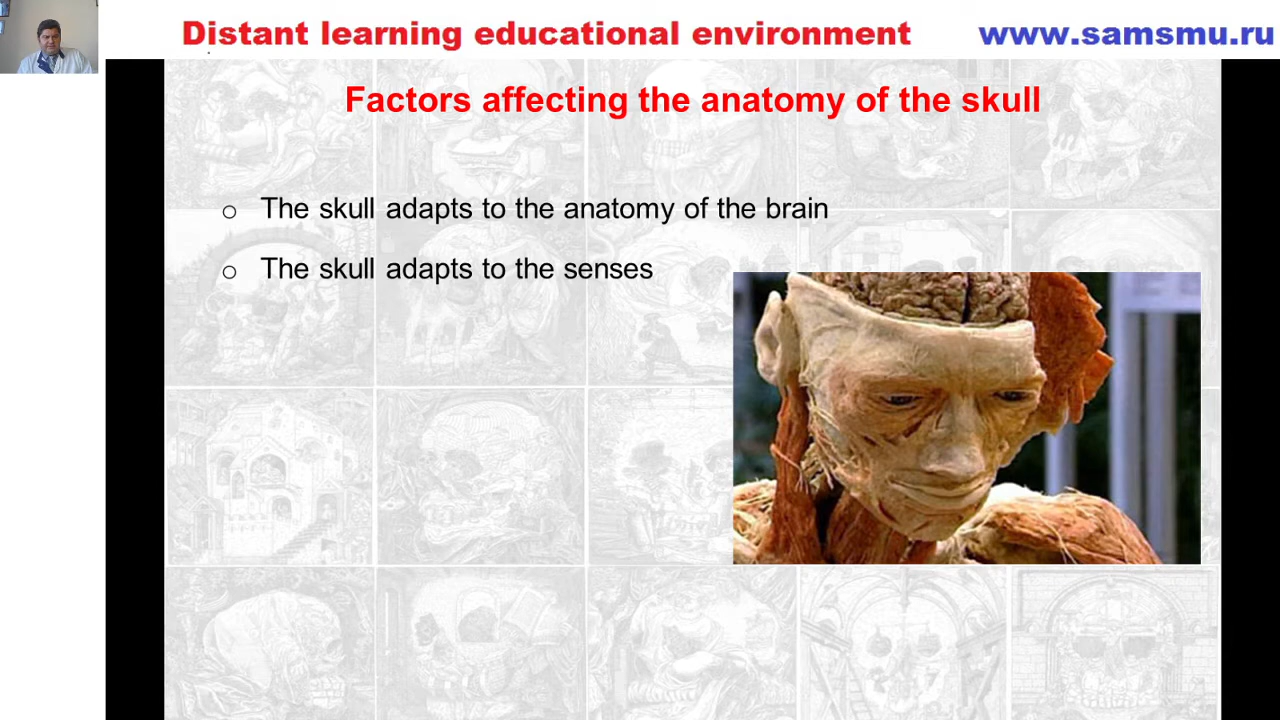 Distant learning educational environment
www.samsmu.ru
Factors affecting the anatomy of the skull
The skull adapts to the anatomy of the brain
The skull adapts to the senses